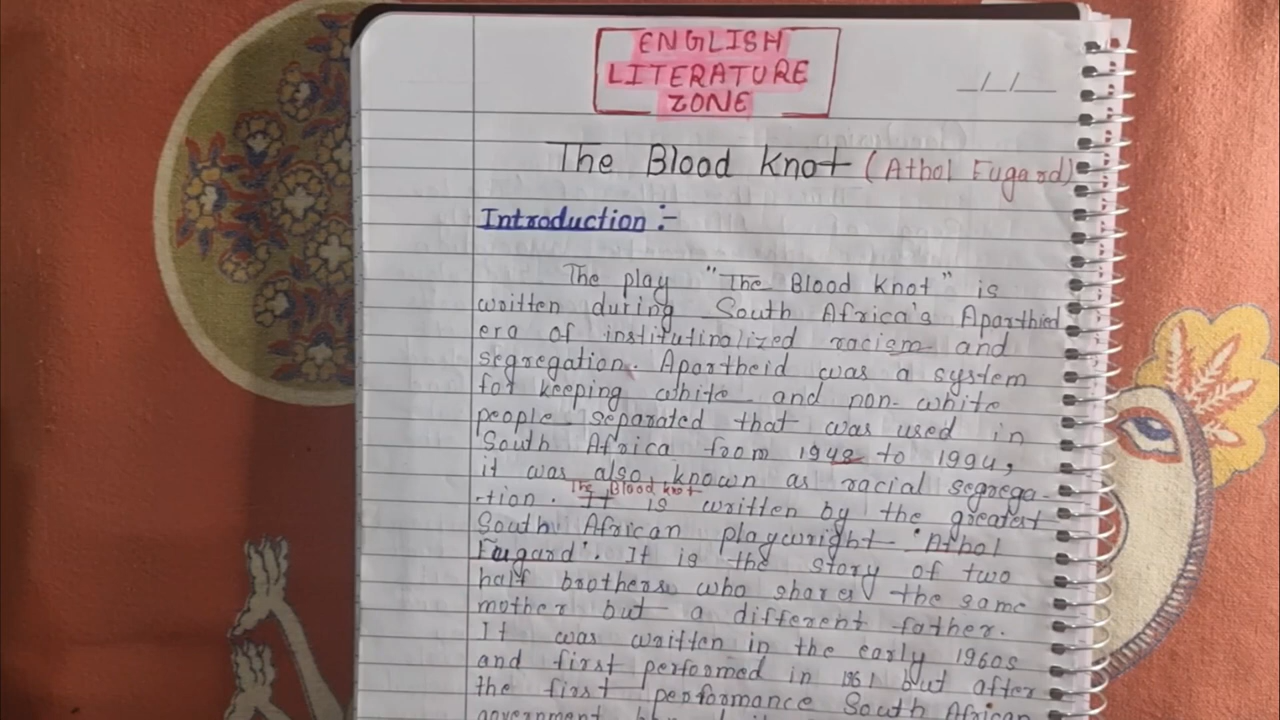 ENGLISH
LITERATURE
ZONE
_/_/__
The Blood Knot (Athol Fugard)
Introduction :-
The play "The Blood Knot" is
written during South Africa's Aparthied
era of institutinalized racism and
segregation. Apartheid was a system
for keeping white and non-white
people separated that was used in
South Africa from 1948 to 1994,
it was also known as racial segrega-
The Blood Knot
-tion. It is written by the greatest
South African playwright 'Athol
Fugard'. It is the story of two
half brothers who shares the same
mother but a different father.
It was written in the early 1960s
and first performed in 1961 but after
the first performance South African
government